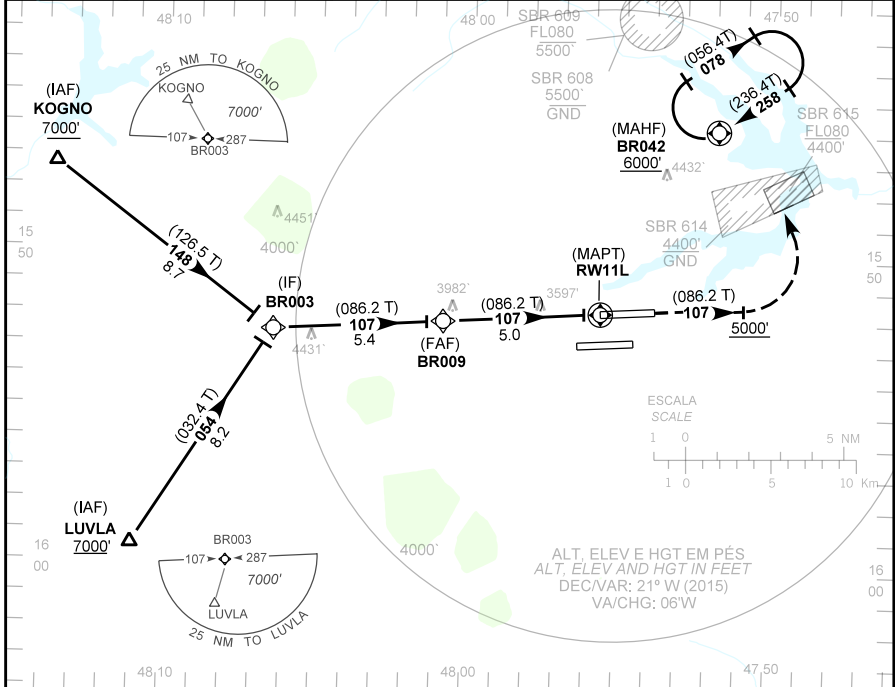 48 10
48 00
47 50
SBR 609
FL080
5500`
SBR 608
5500`
GND
(056.4T)
078
(236.4T)
258
SBR 615
FL080
4400'
(MAHF)
BR042
6000'
4432'
SBR 614
4400'
GND
25 NM TO KOGNO
KOGNO
7000'
107
287
BR003
(IAF)
KOGNO
7000'
4451'
4000`
15
50
15
50
(126.5 T)
148
8.7
(IF)
BR003
(086.2 T)
107
5.4
3982`
(086.2 T)
107
5.0
3597'
(MAPT)
RW11L
(086.2 T)
107
5000'
4431'
(FAF)
BR009
(032.4 T)
054
8.2
ESCALA
SCALE
1 0 5 NM
1 0 5 10 Km
(IAF)
LUVLA
7000'
BR003
107
287
7000'
LUVLA
25 NM TO LUVLA
16
00
16
00
4000`
ALT, ELEV E HGT EM PÉS
ALT, ELEV AND HGT IN FEET
DEC/VAR: 21º W (2015)
VA/CHG: 06'W
48 10
48 00
47 50